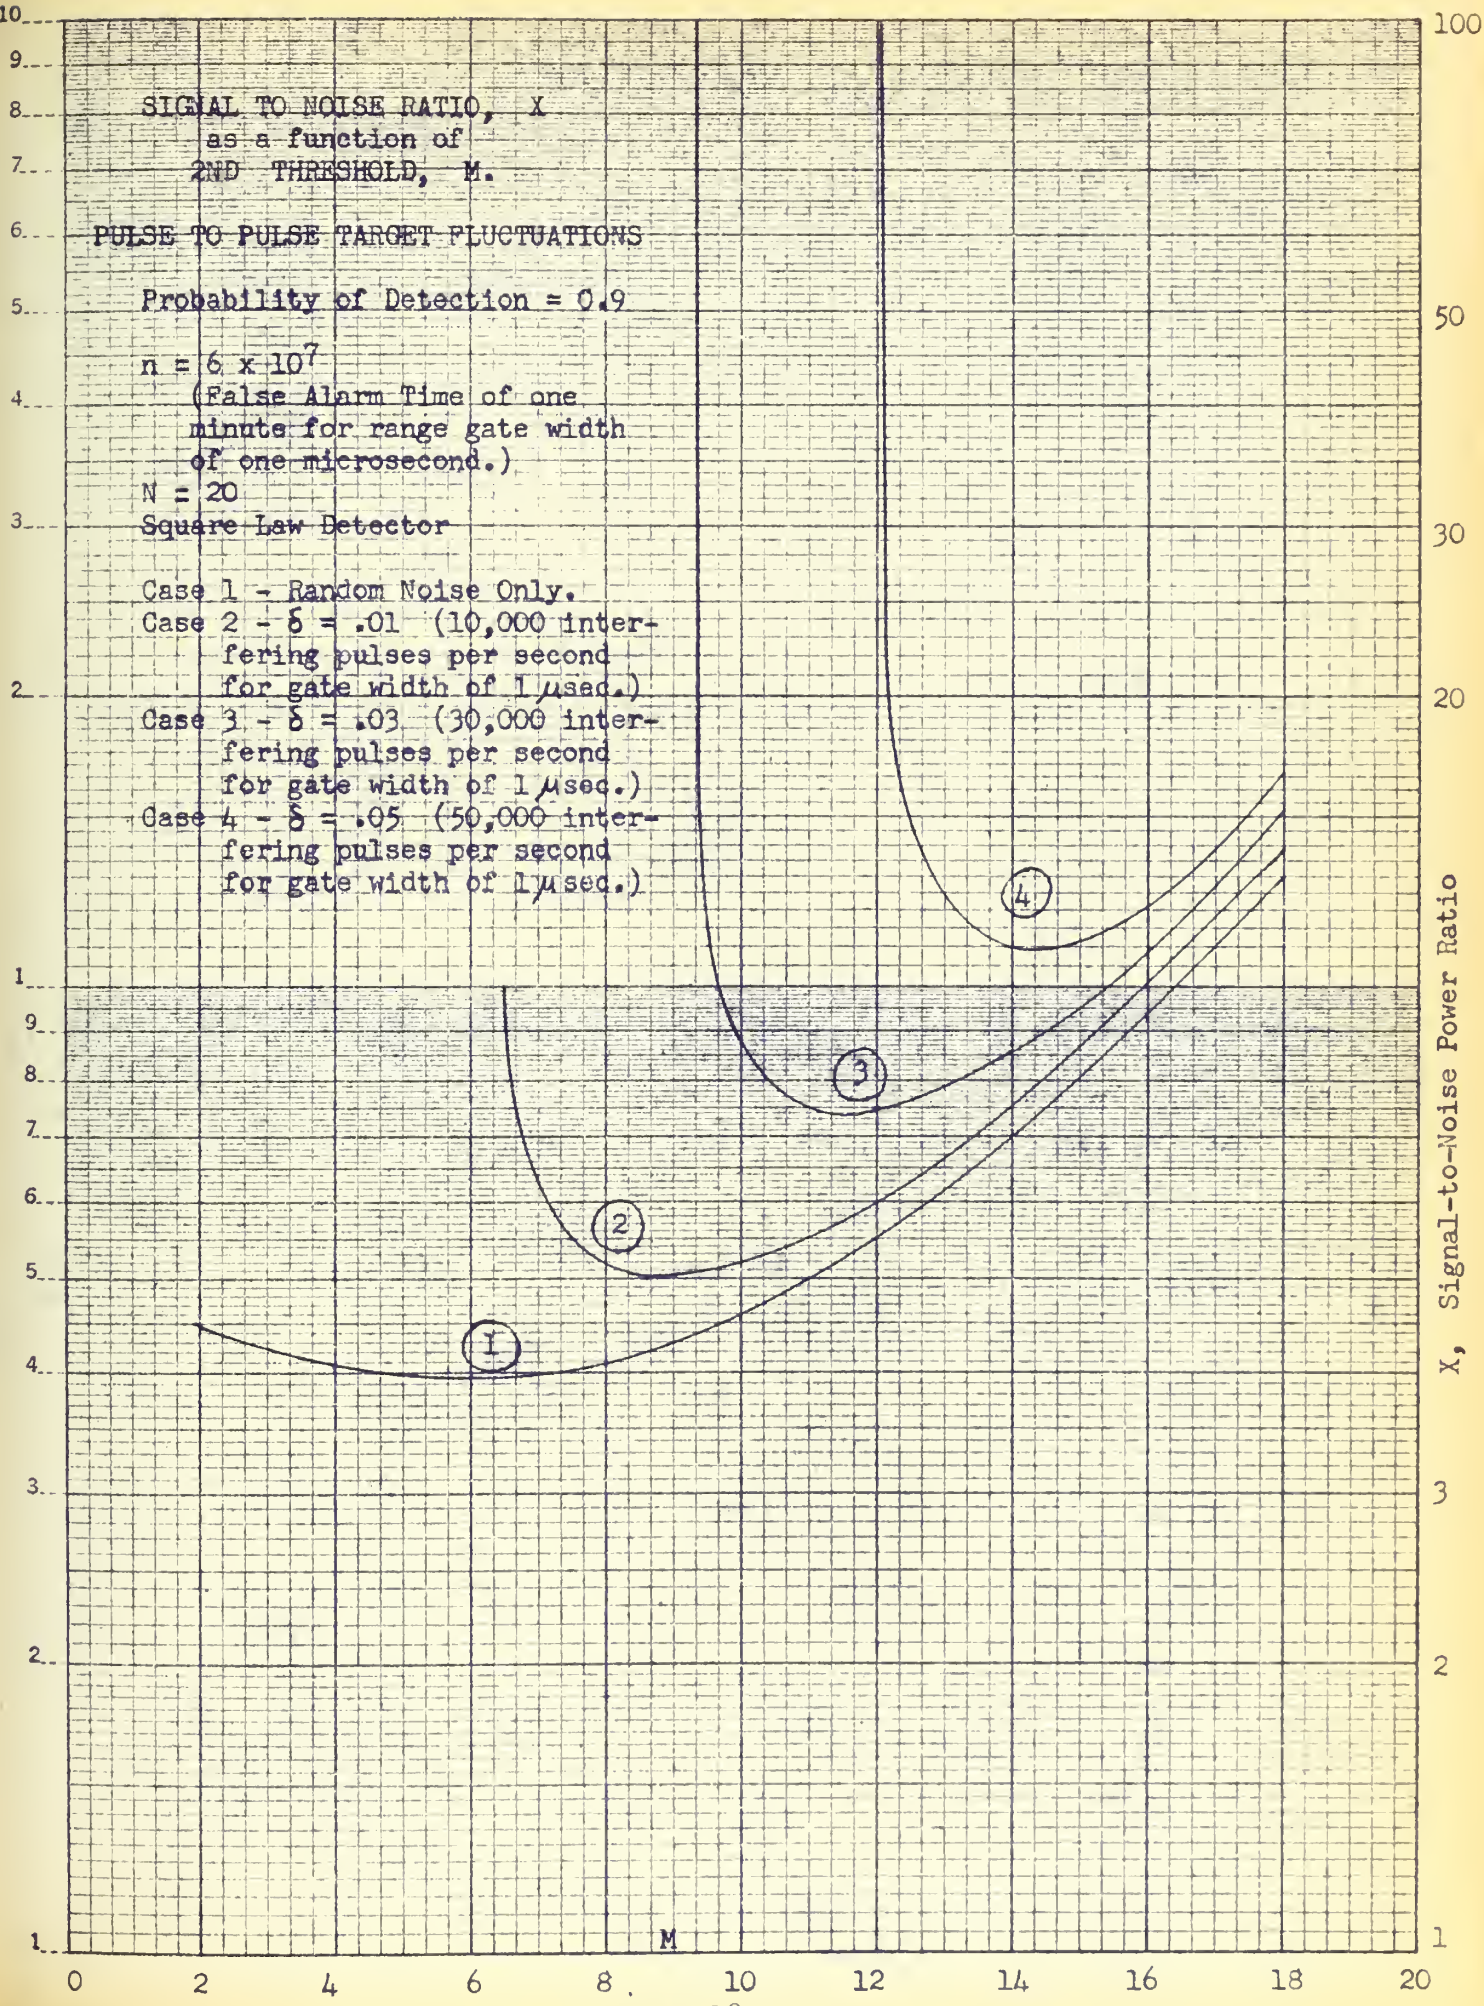 SIGNAL TO NOISE RATIO, X
as a function of
2ND THRESHOLD, M.
PULSE TO PULSE TARGET FLUCTUATIONS
Probability of Detection = 0.9
n = 6 x 10⁷
(False Alarm Time of one
minute for range gate width
of one microsecond.)
N = 20
Square Law Detector
Case 1 - Random Noise Only.
Case 2 - δ = .01 (10,000 inter-
fering pulses per second
for gate width of 1 μsec.)
Case 3 - δ = .03 (30,000 inter-
fering pulses per second
for gate width of 1 μsec.)
Case 4 - δ = .05 (50,000 inter-
fering pulses per second
for gate width of 1 μsec.)
10
9
8
7
6
5
4
3
2
1
9
8
7
6
5
4
3
2
1
4
3
2
1
100
50
30
20
3
2
1
X, Signal-to-Noise Power Ratio
M
0 2 4 6 8 10 12 14 16 18 20